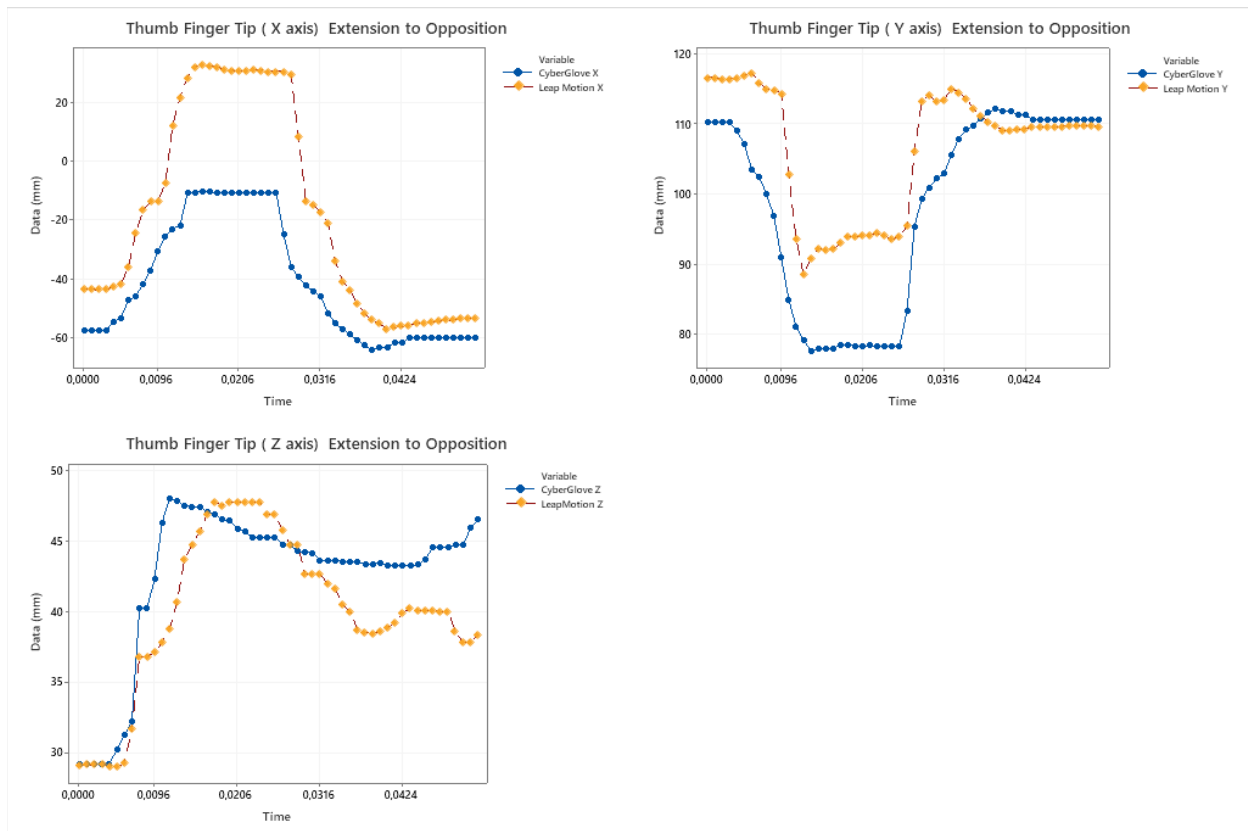 Thumb Finger Tip ( X axis)  Extension to Opposition
Variable
CyberGlove X
Leap Motion X
20
0
-20
-40
-60
Data (mm)
0,0000 0,0096 0,0206 0,0316 0,0424
Time
Thumb Finger Tip ( Y axis)  Extension to Opposition
Variable
CyberGlove Y
Leap Motion Y
120
110
100
90
80
Data (mm)
0,0000 0,0096 0,0206 0,0316 0,0424
Time
Thumb Finger Tip ( Z axis)  Extension to Opposition
Variable
CyberGlove Z
LeapMotion Z
50
45
40
35
30
Data (mm)
0,0000 0,0096 0,0206 0,0316 0,0424
Time